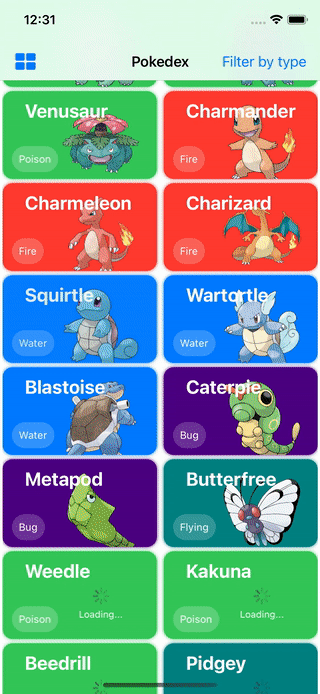 12:31
Pokedex
Filter by type
Venusaur
Poison
Charmander
Fire
Charmeleon
Fire
Charizard
Fire
Squirtle
Water
Wartortle
Water
Blastoise
Water
Caterpie
Bug
Metapod
Bug
Butterfree
Flying
Weedle
Poison
Loading...
Kakuna
Poison
Loading...
Beedrill
Pidgey